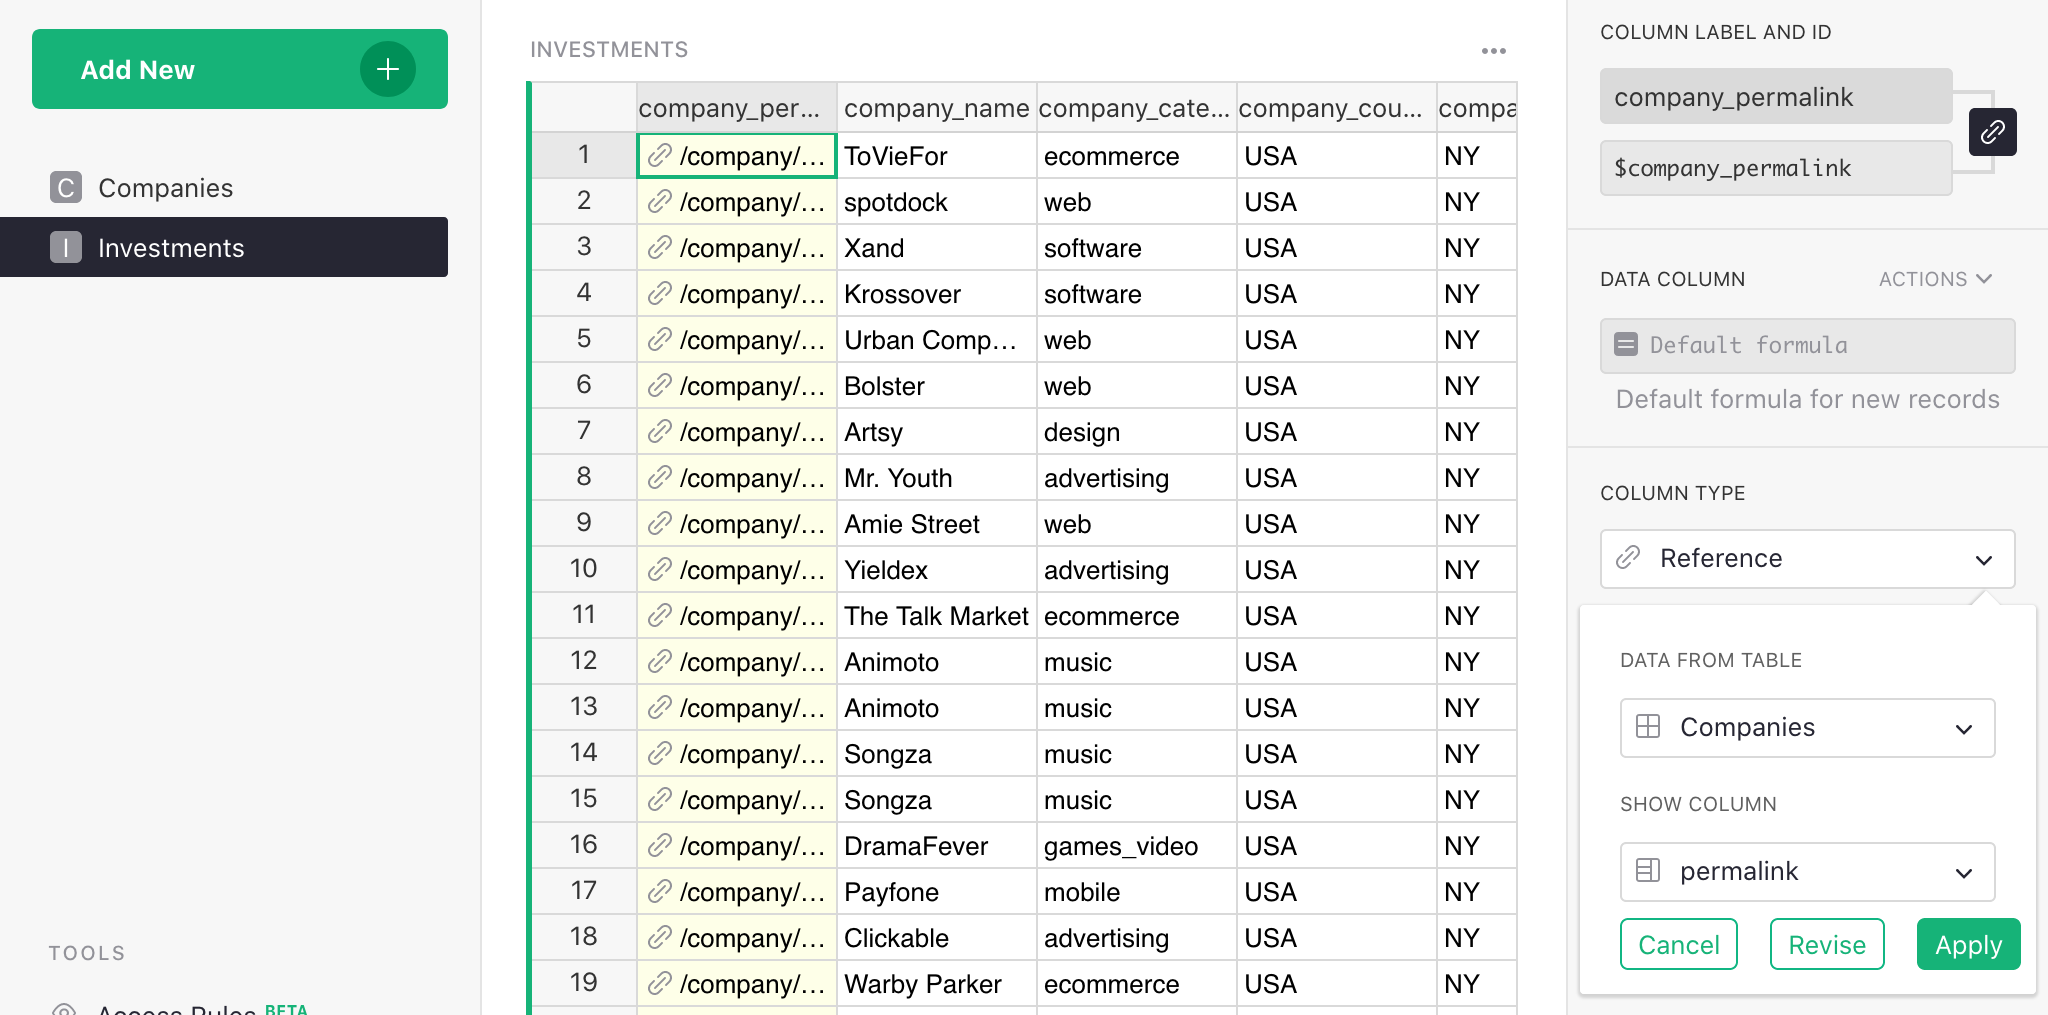 Add New
C Companies
I Investments
TOOLS
Access Rules BETA
INVESTMENTS
company_per... company_name company_cate... company_cou... compa
1 /company/... ToVieFor ecommerce USA NY
2 /company/... spotdock web USA NY
3 /company/... Xand software USA NY
4 /company/... Krossover software USA NY
5 /company/... Urban Comp... web USA NY
6 /company/... Bolster web USA NY
7 /company/... Artsy design USA NY
8 /company/... Mr. Youth advertising USA NY
9 /company/... Amie Street web USA NY
10 /company/... Yieldex advertising USA NY
11 /company/... The Talk Market ecommerce USA NY
12 /company/... Animoto music USA NY
13 /company/... Animoto music USA NY
14 /company/... Songza music USA NY
15 /company/... Songza music USA NY
16 /company/... DramaFever games_video USA NY
17 /company/... Payfone mobile USA NY
18 /company/... Clickable advertising USA NY
19 /company/... Warby Parker ecommerce USA NY
COLUMN LABEL AND ID
company_permalink
$company_permalink
DATA COLUMN ACTIONS
Default formula
Default formula for new records
COLUMN TYPE
Reference
DATA FROM TABLE
Companies
SHOW COLUMN
permalink
Cancel Revise Apply